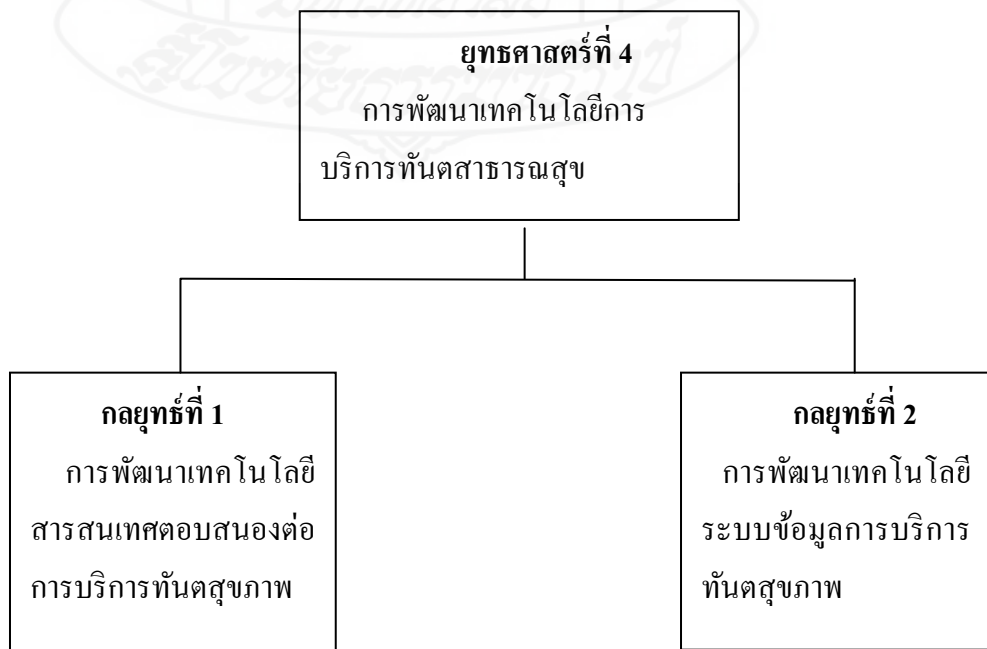 ยุทธศาสตร์ที่ 4
การพัฒนาเทคโนโลยีการ
บริการทันตสาธารณสุข
กลยุทธ์ที่ 1
การพัฒนาเทคโนโลยี
สารสนเทศตอบสนองต่อ
การบริการทันตสุขภาพ
กลยุทธ์ที่ 2
การพัฒนาเทคโนโลยี
ระบบข้อมูลการบริการ
ทันตสุขภาพ